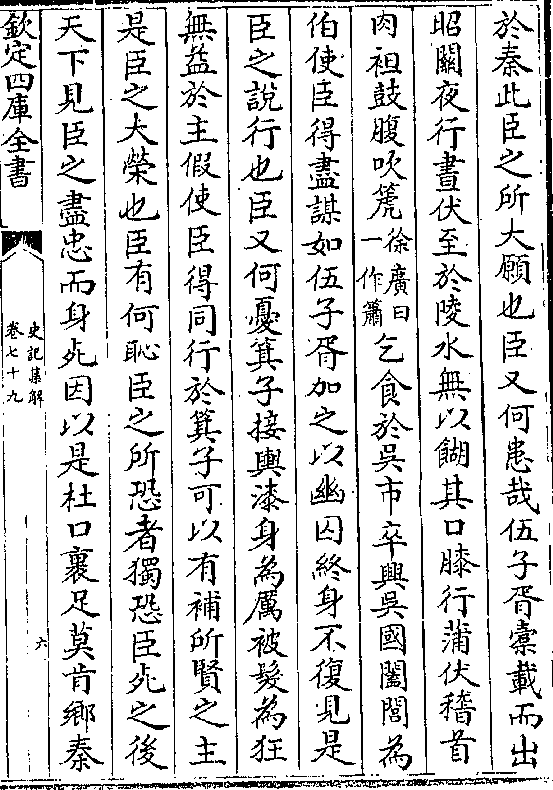 於秦此臣之所大願也臣又何患哉伍子胥橐載而出
昭關夜行晝伏至於陵水無以餬其口膝行蒲伏稽首
肉袒鼓腹吹篪徐廣曰一作簫乞食於吳市卒興吳國闔閭為
伯使臣得盡謀如伍子胥加之以幽囚終身不復見是
臣之說行也臣又何憂箕子接輿漆身為厲被髮為狂
無益於主假使臣得同行於箕子可以有補所賢之主
是臣之大榮也臣有何恥臣之所恐者獨恐臣死之後
天下見臣之盡忠而身死因以是杜口裹足莫肯鄉秦
欽定四庫全書
史記集解
卷七十九
六